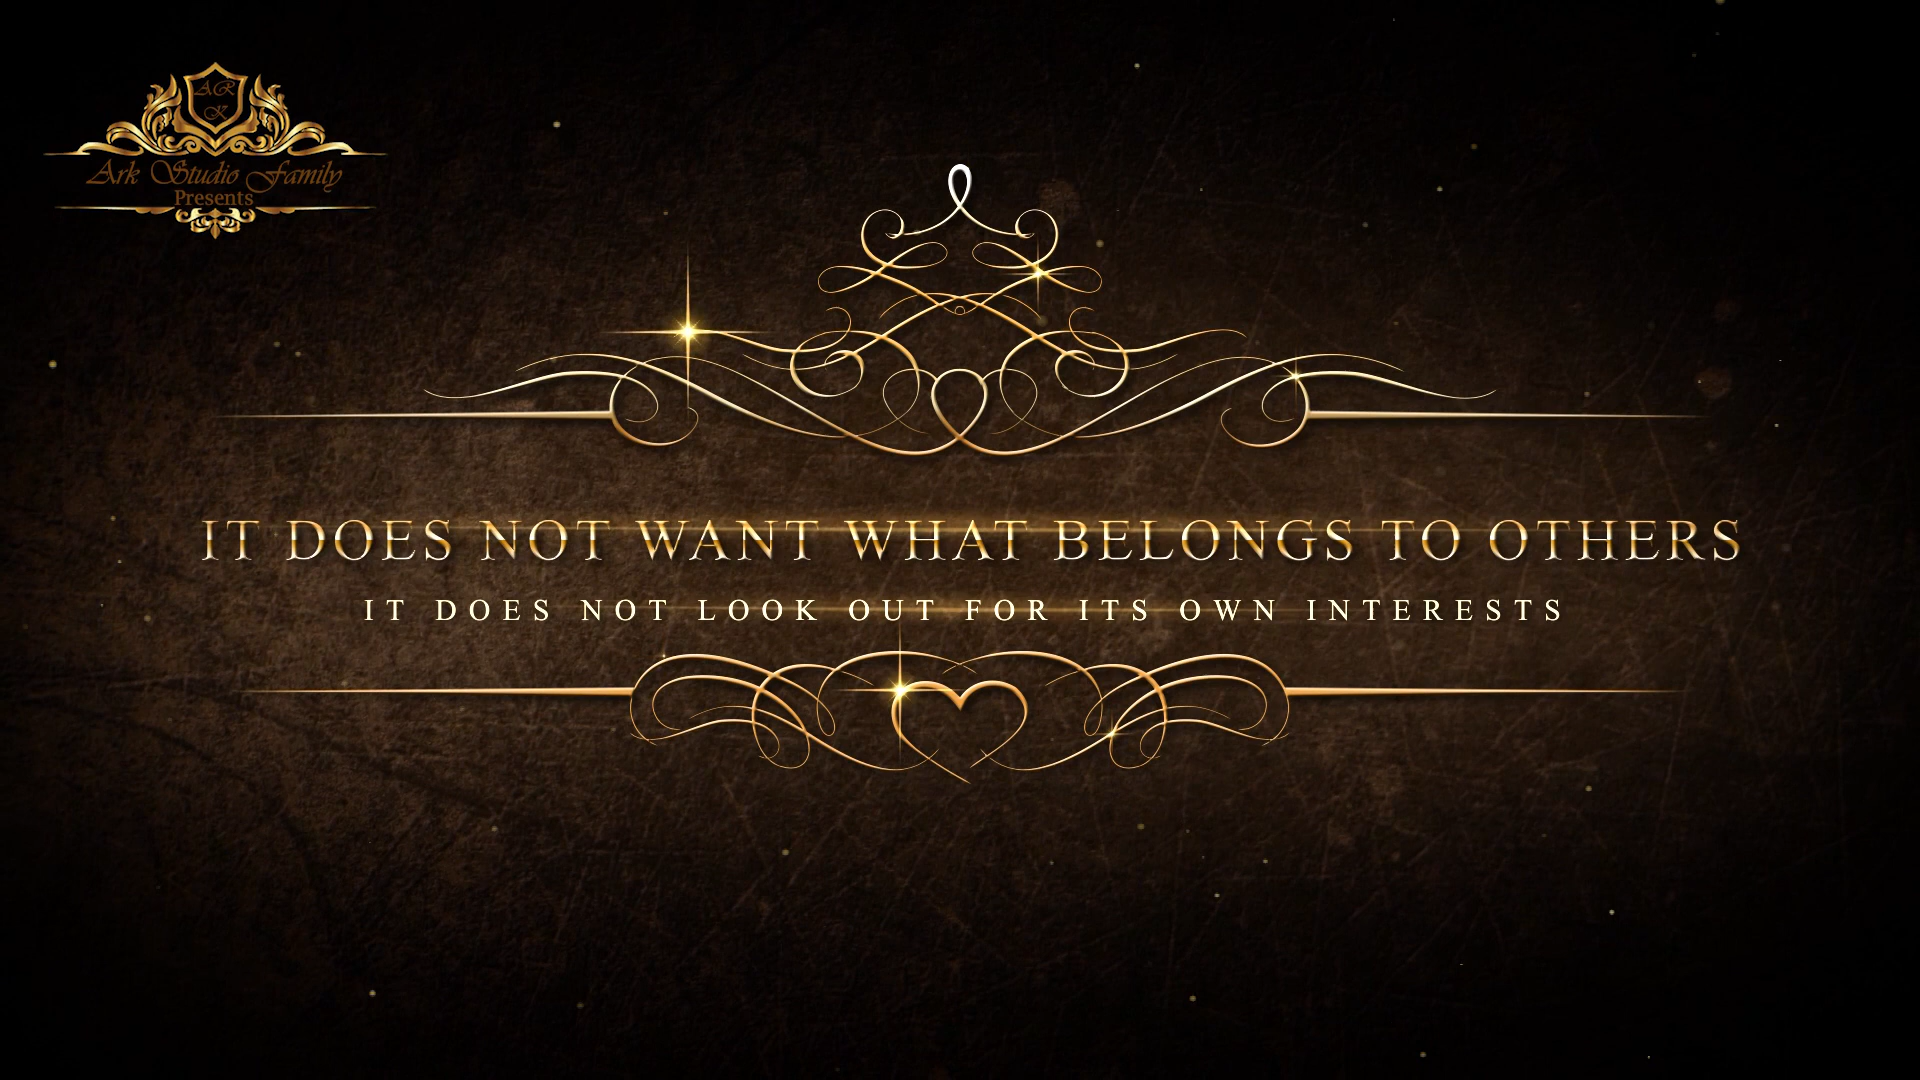 AR
K
Ark Studio Family
Presents
IT DOES NOT WANT WHAT BELONGS TO OTHERS
IT DOES NOT LOOK OUT FOR ITS OWN INTERESTS